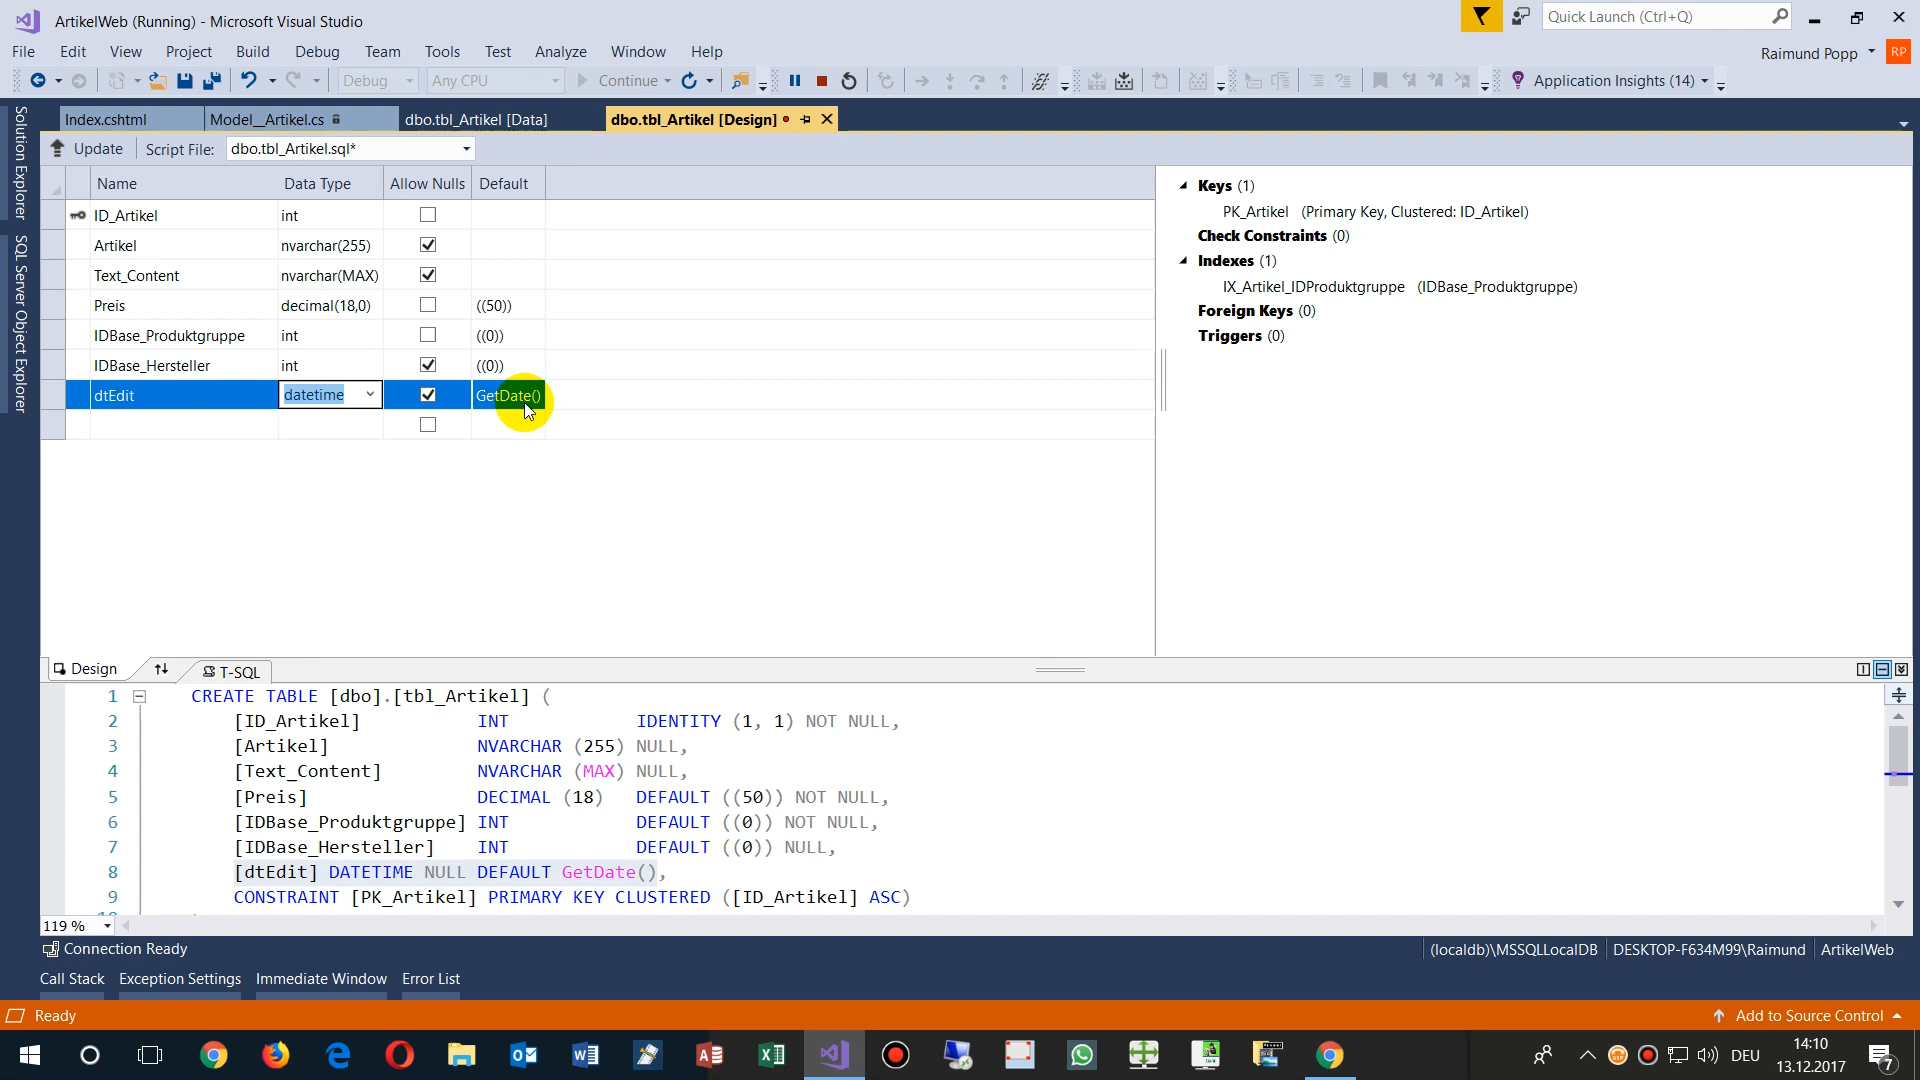 ArtikelWeb (Running) - Microsoft Visual Studio
Quick Launch (Ctrl+Q)
File Edit View Project Build Debug Team Tools Test Analyze Window Help
Raimund Popp RP
Debug Any CPU Continue Application Insights (14)
Index.cshtml Model__Artikel.cs dbo.tbl_Artikel [Data] dbo.tbl_Artikel [Design]
Update Script File: dbo.tbl_Artikel.sql*
Solution Explorer
SQL Server Object Explorer
Name Data Type Allow Nulls Default
ID_Artikel int
Artikel nvarchar(255)
Text_Content nvarchar(MAX)
Preis decimal(18,0) ((50))
IDBase_Produktgruppe int ((0))
IDBase_Hersteller int ((0))
dtEdit datetime GetDate()
Keys (1)
PK_Artikel (Primary Key, Clustered: ID_Artikel)
Check Constraints (0)
Indexes (1)
IX_Artikel_IDProduktgruppe (IDBase_Produktgruppe)
Foreign Keys (0)
Triggers (0)
Design T-SQL
1 CREATE TABLE [dbo].[tbl_Artikel] (
2 [ID_Artikel] INT IDENTITY (1, 1) NOT NULL,
3 [Artikel] NVARCHAR (255) NULL,
4 [Text_Content] NVARCHAR (MAX) NULL,
5 [Preis] DECIMAL (18) DEFAULT ((50)) NOT NULL,
6 [IDBase_Produktgruppe] INT DEFAULT ((0)) NOT NULL,
7 [IDBase_Hersteller] INT DEFAULT ((0)) NULL,
8 [dtEdit] DATETIME NULL DEFAULT GetDate(),
9 CONSTRAINT [PK_Artikel] PRIMARY KEY CLUSTERED ([ID_Artikel] ASC)
119 %
Connection Ready (localdb)\MSSQLLocalDB DESKTOP-F634M99\Raimund ArtikelWeb
Call Stack Exception Settings Immediate Window Error List
Ready Add to Source Control
DEU 14:10
13.12.2017 7